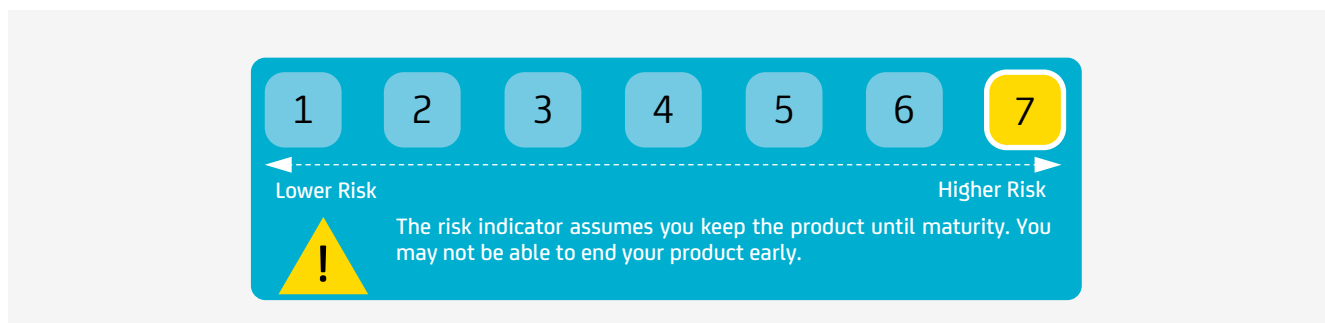 1 2 3 4 5 6 7
Lower Risk Higher Risk
The risk indicator assumes you keep the product until maturity. You
may not be able to end your product early.
!